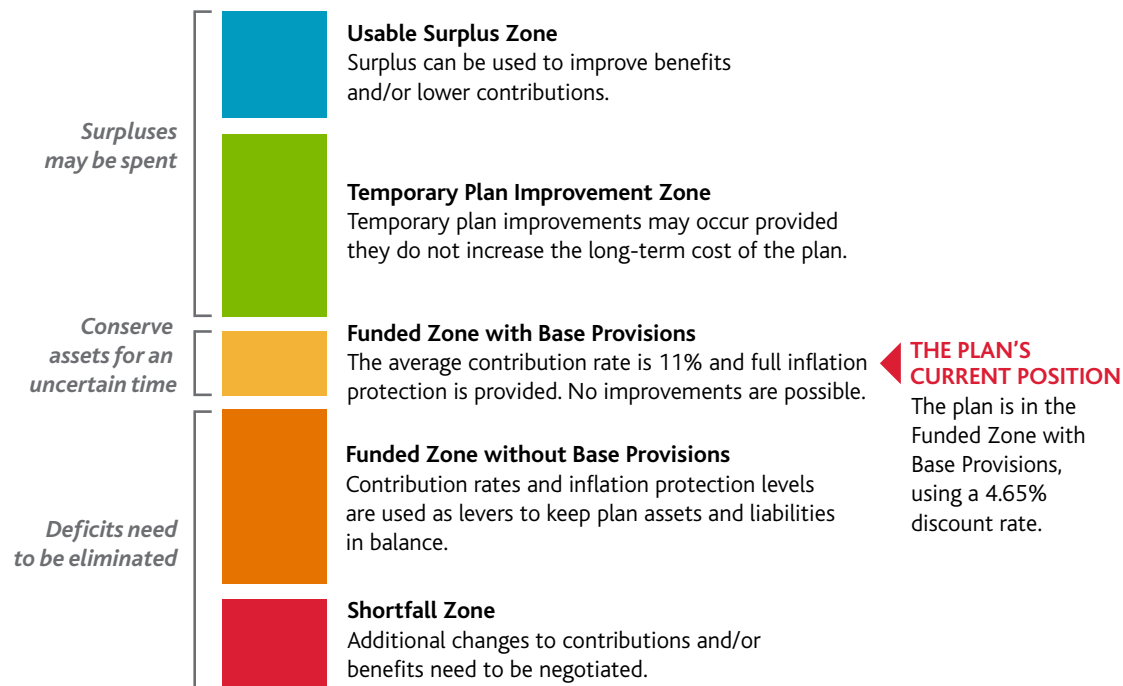 Surpluses
may be spent
Usable Surplus Zone
Surplus can be used to improve benefits
and/or lower contributions.
Temporary Plan Improvement Zone
Temporary plan improvements may occur provided
they do not increase the long-term cost of the plan.
Conserve
assets for an
uncertain time
Funded Zone with Base Provisions
The average contribution rate is 11% and full inflation
protection is provided. No improvements are possible.
THE PLAN'S
CURRENT POSITION
The plan is in the
Funded Zone with
Base Provisions,
using a 4.65%
discount rate.
Deficits need
to be eliminated
Funded Zone without Base Provisions
Contribution rates and inflation protection levels
are used as levers to keep plan assets and liabilities
in balance.
Shortfall Zone
Additional changes to contributions and/or
benefits need to be negotiated.